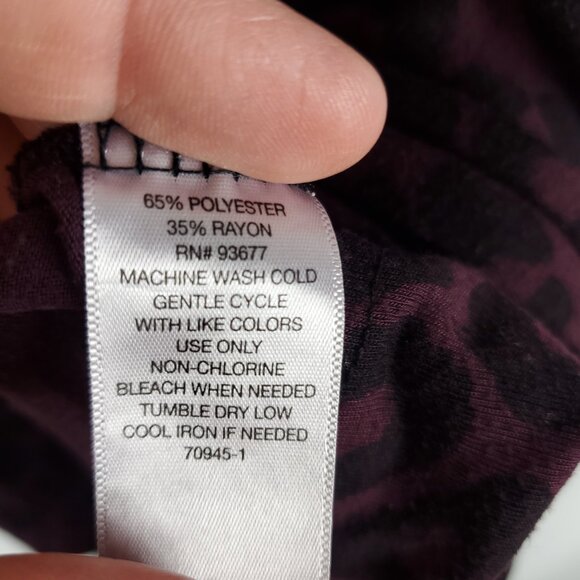 65% POLYESTER
35% RAYON
RN# 93677
MACHINE WASH COLD
GENTLE CYCLE
WITH LIKE COLORS
USE ONLY
NON-CHLORINE
BLEACH WHEN NEEDED
TUMBLE DRY LOW
COOL IRON IF NEEDED
70945-1